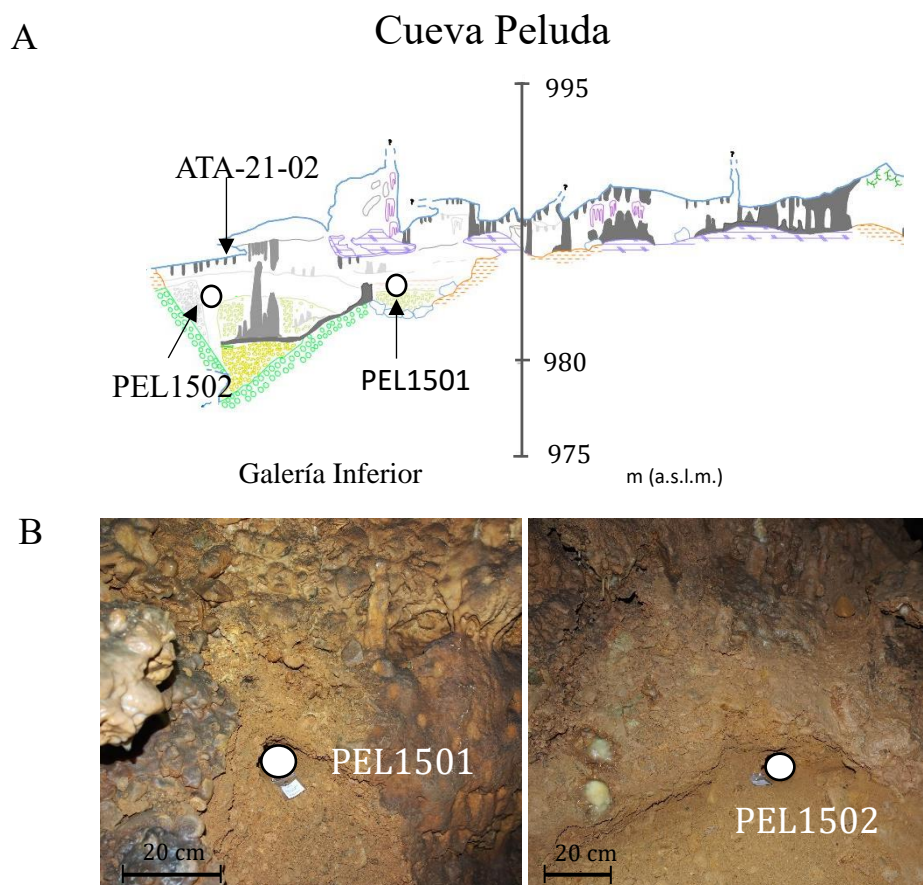 A
Cueva Peluda
995
ATA-21-02
980
PEL1502
PEL1501
975
Galería Inferior
m (a.s.l.m.)
B
PEL1501
PEL1502
20 cm
20 cm